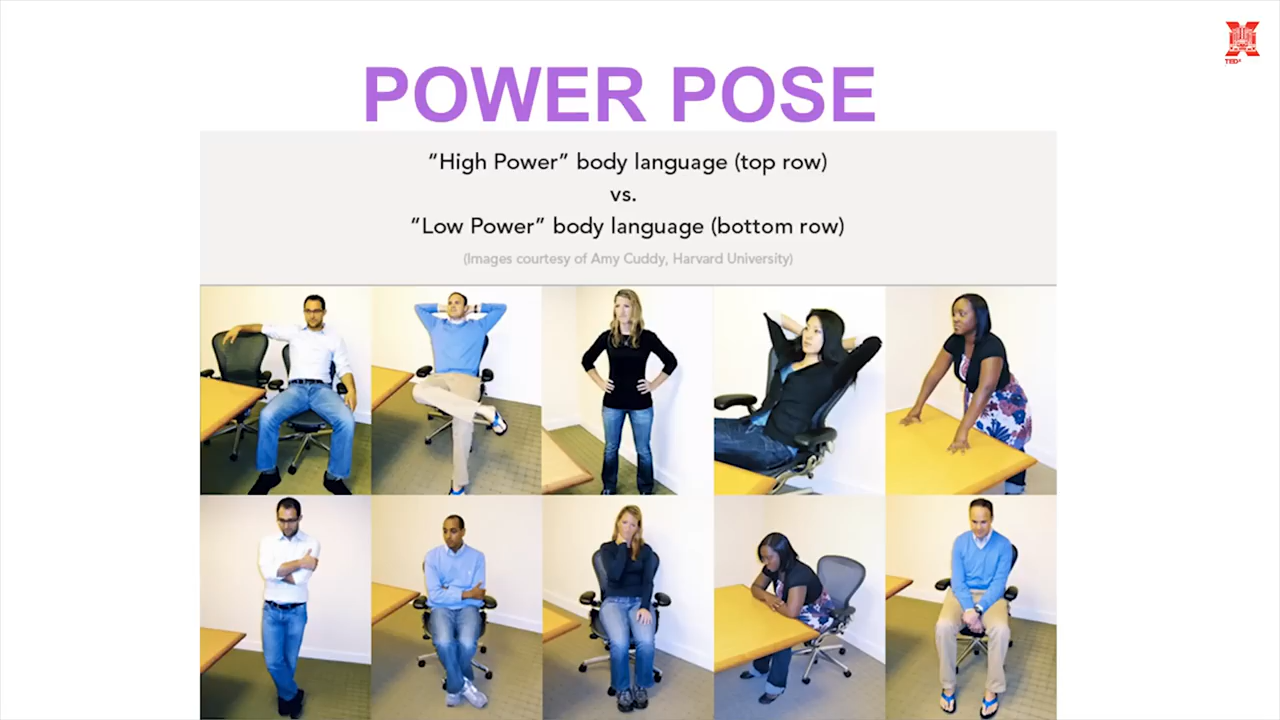 TEDˣ
POWER POSE
“High Power” body language (top row)
vs.
“Low Power” body language (bottom row)
(Images courtesy of Amy Cuddy, Harvard University)